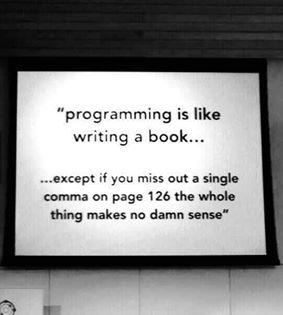 “programming is like
writing a book...
...except if you miss out a single
comma on page 126 the whole
thing makes no damn sense”